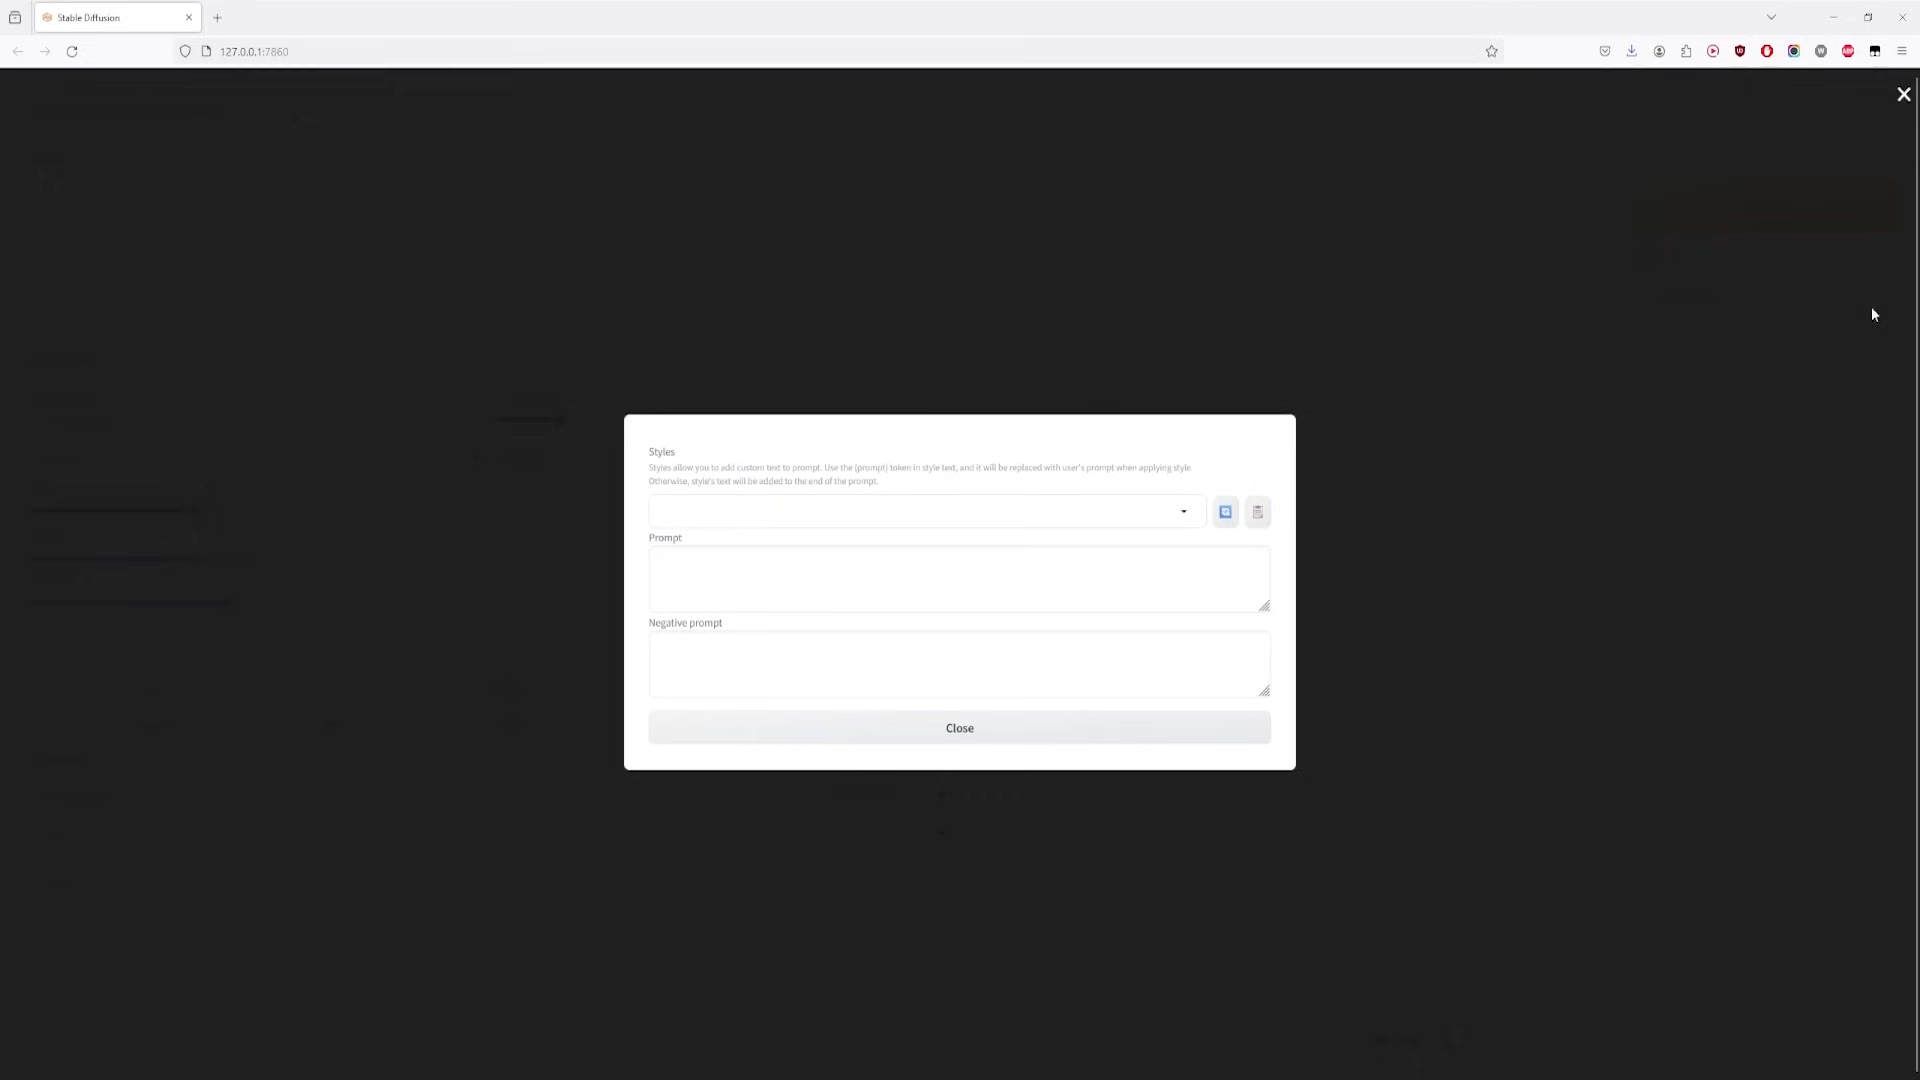 Stable Diffusion
127.0.0.1:7860
Styles
Styles allow you to add custom text to prompt. Use the {prompt} token in style text, and it will be replaced with user's prompt when applying style.
Otherwise, style's text will be added to the end of the prompt.
Prompt
Negative prompt
Close